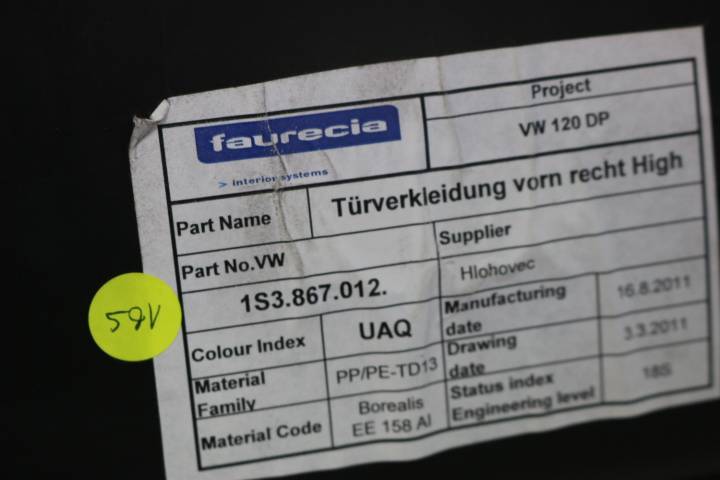 faurecia
> Interior systems
Project
VW 120 DP
Part Name
Türverkleidung vorn recht High
Part No.VW
1S3.867.012.
Supplier
Hlohovec
Colour Index
UAQ
Manufacturing
date
16.8.2011
Material
Family
PP/PE-TD13
Drawing
date
3.3.2011
Material Code
Borealis
EE 158 AI
Status index
Engineering level
18S